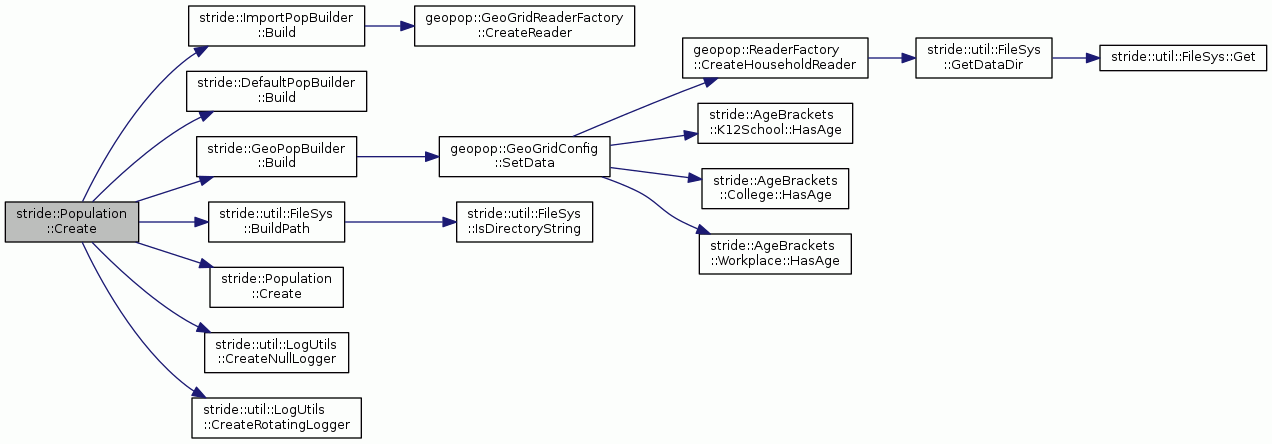 stride::ImportPopBuilder
::Build
geopop::GeoGridReaderFactory
::CreateReader
geopop::ReaderFactory
::CreateHouseholdReader
stride::util::FileSys
::GetDataDir
stride::util::FileSys::Get
stride::DefaultPopBuilder
::Build
stride::AgeBrackets
::K12School::HasAge
stride::GeoPopBuilder
::Build
geopop::GeoGridConfig
::SetData
stride::AgeBrackets
::College::HasAge
stride::Population
::Create
stride::util::FileSys
::BuildPath
stride::util::FileSys
::IsDirectoryString
stride::AgeBrackets
::Workplace::HasAge
stride::Population
::Create
stride::util::LogUtils
::CreateNullLogger
stride::util::LogUtils
::CreateRotatingLogger